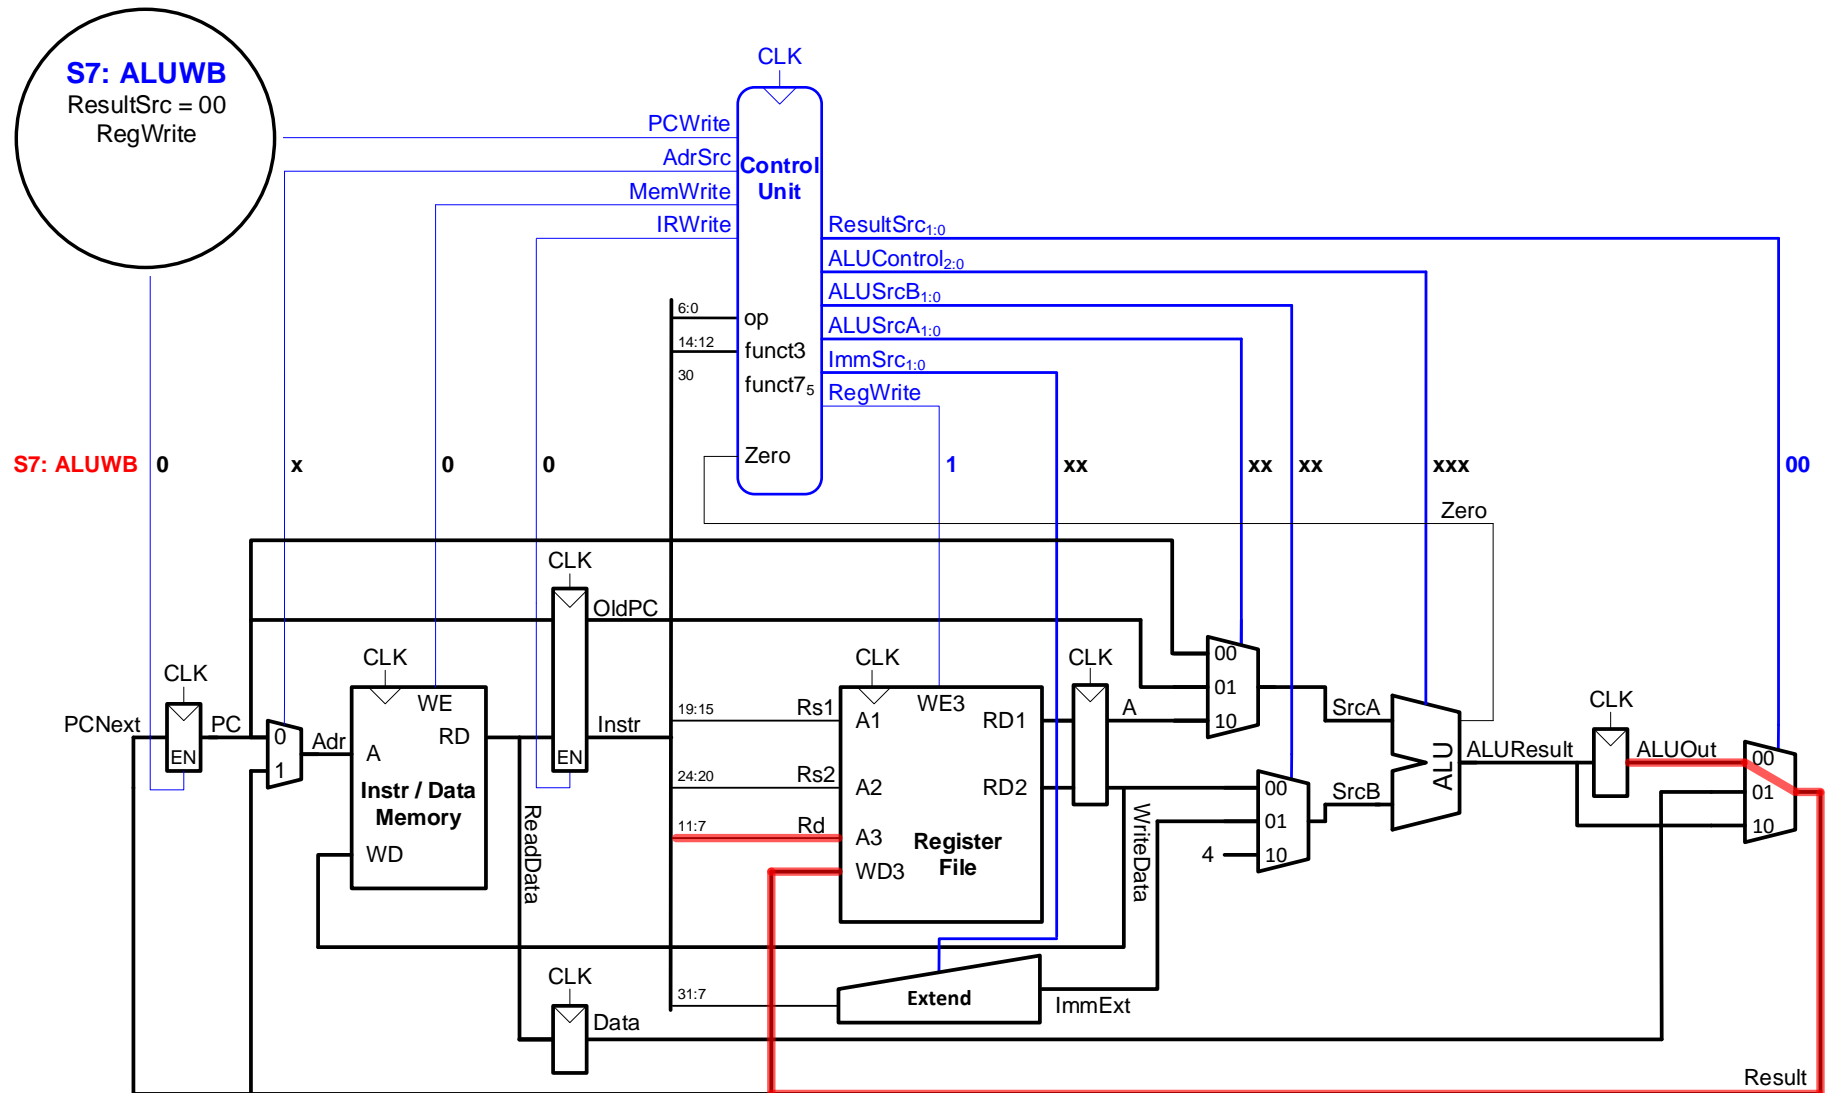 S7: ALUWB
ResultSrc = 00
RegWrite
CLK
PCWrite
AdrSrc
MemWrite
IRWrite
Control
Unit
ResultSrc1:0
ALUControl2:0
ALUSrcB1:0
ALUSrcA1:0
ImmSrc1:0
RegWrite
6:0
op
14:12
funct3
30
funct75
Zero
S7: ALUWB
0
x
0
0
1
xx
xx
xx
xxx
00
Zero
CLK
OldPC
CLK
PCNext
EN
PC
0
1
Adr
CLK
WE
A
RD
Instr / Data
Memory
WD
EN
Instr
ReadData
19:15
Rs1
24:20
Rs2
11:7
Rd
CLK
WE3
A1
RD1
A2
RD2
A3
WD3
Register
File
CLK
A
WriteData
00
01
10
SrcA
00
01
4
10
SrcB
ALU
ALUResult
CLK
ALUOut
00
01
10
31:7
Extend
ImmExt
CLK
Data
Result